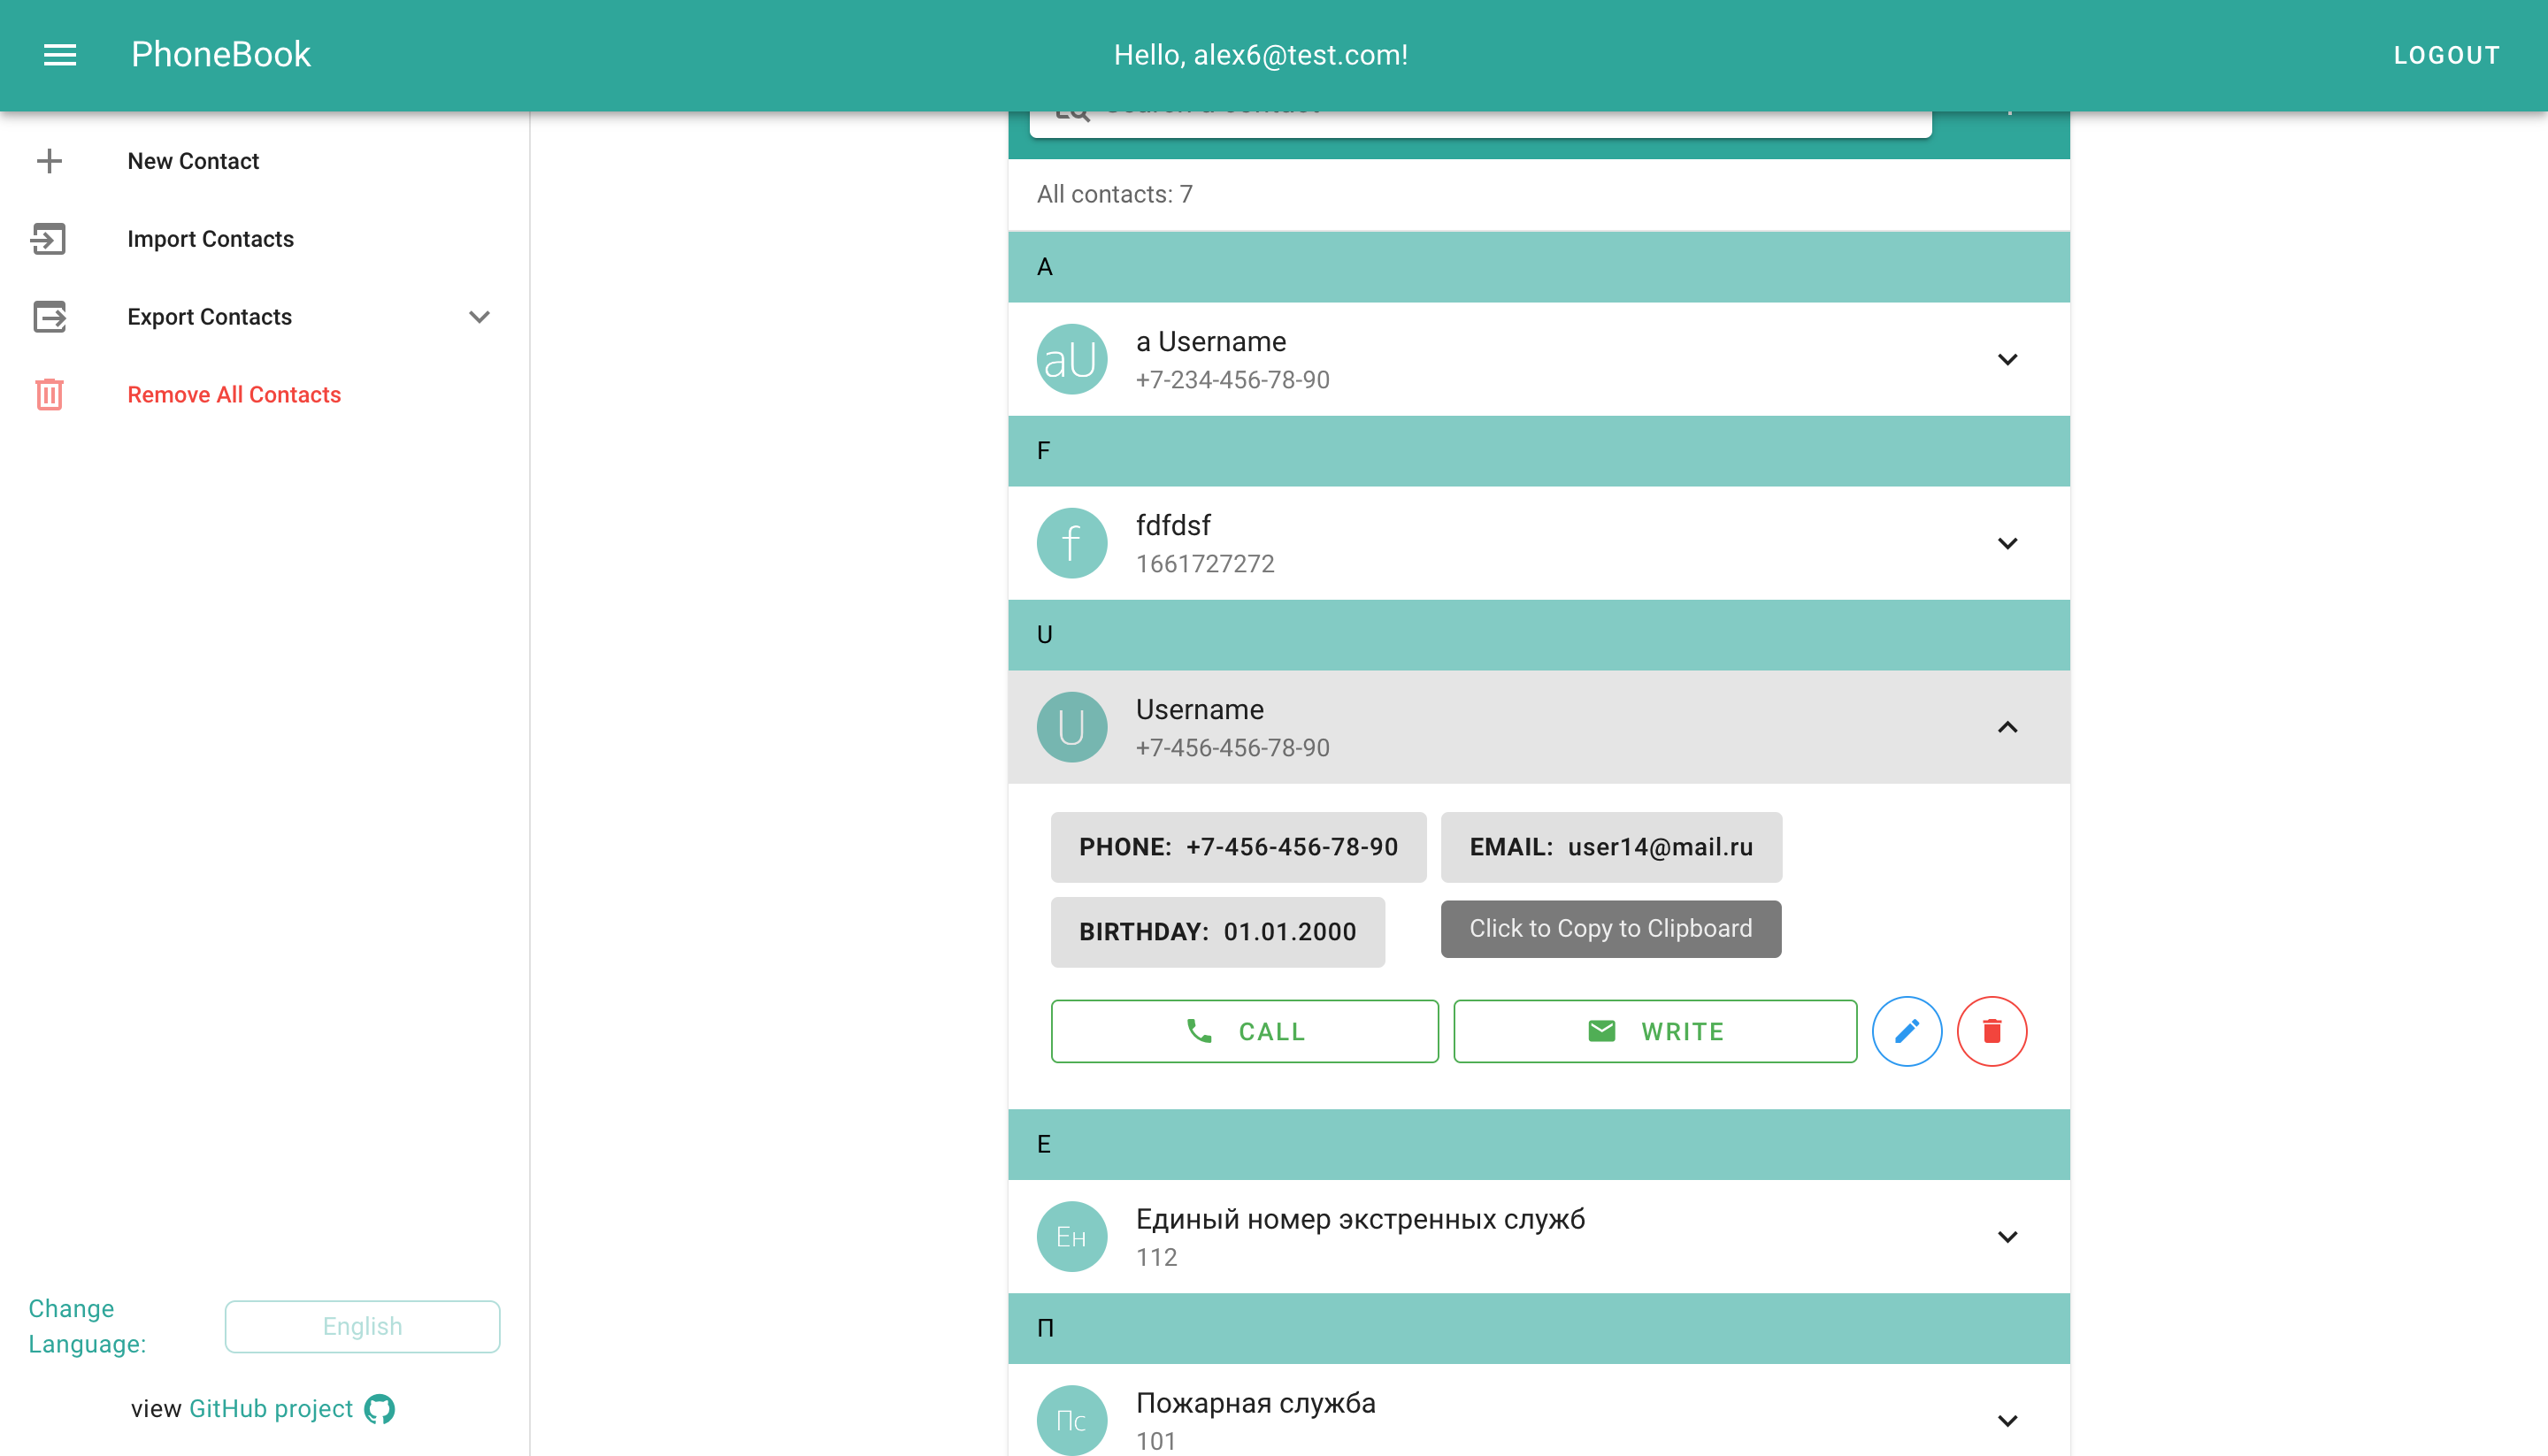 PhoneBook
Hello, alex6@test.com!
LOGOUT
New Contact
Import Contacts
Export Contacts
Remove All Contacts
Change
Language:
English
view GitHub project
All contacts: 7
A
aU
a Username
+7-234-456-78-90
F
f
fdfdsf
1661727272
U
U
Username
+7-456-456-78-90
PHONE: +7-456-456-78-90
EMAIL: user14@mail.ru
BIRTHDAY: 01.01.2000
Click to Copy to Clipboard
CALL
WRITE
Е
Ен
Единый номер экстренных служб
112
П
Пс
Пожарная служба
101